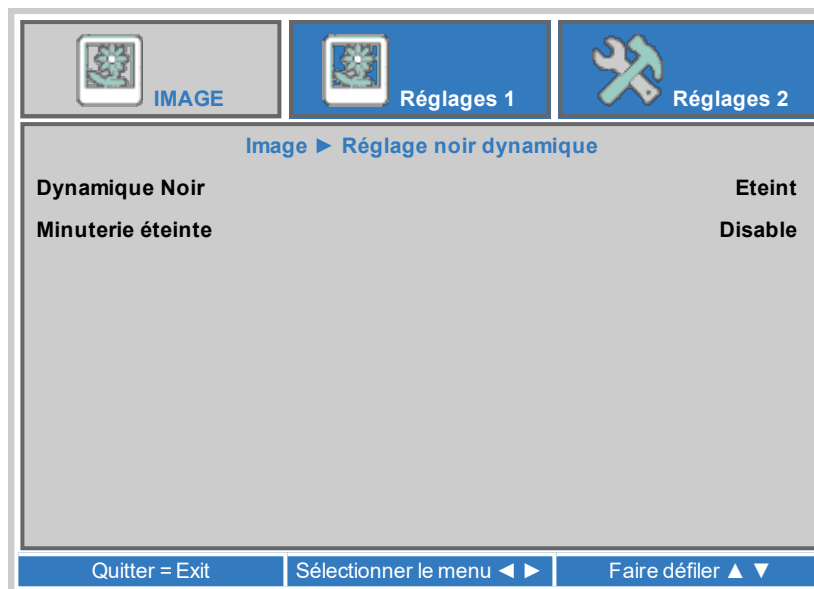 IMAGE
Réglages 1
Réglages 2
Image ► Réglage noir dynamique
Dynamique Noir Eteint
Minuterie éteinte Disable
Quitter = Exit
Sélectionner le menu ◄ ►
Faire défiler ▲ ▼